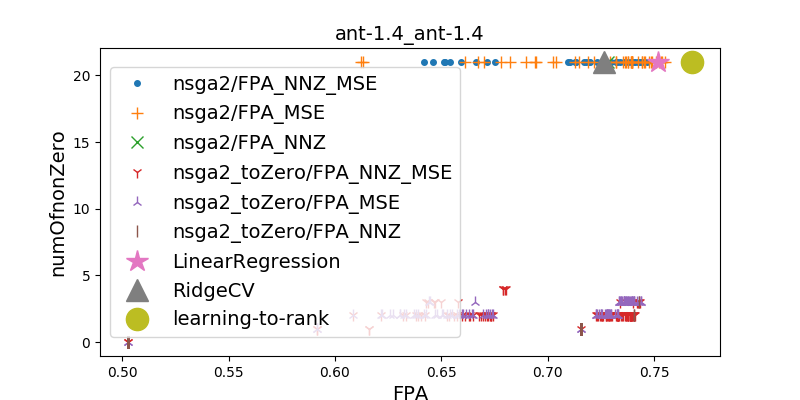 ant-1.4_ant-1.4
numOfnonZero
20
15
10
5
0
nsga2/FPA_NNZ_MSE
nsga2/FPA_MSE
nsga2/FPA_NNZ
nsga2_toZero/FPA_NNZ_MSE
nsga2_toZero/FPA_MSE
nsga2_toZero/FPA_NNZ
LinearRegression
RidgeCV
learning-to-rank
0.50 0.55 0.60 0.65 0.70 0.75
FPA